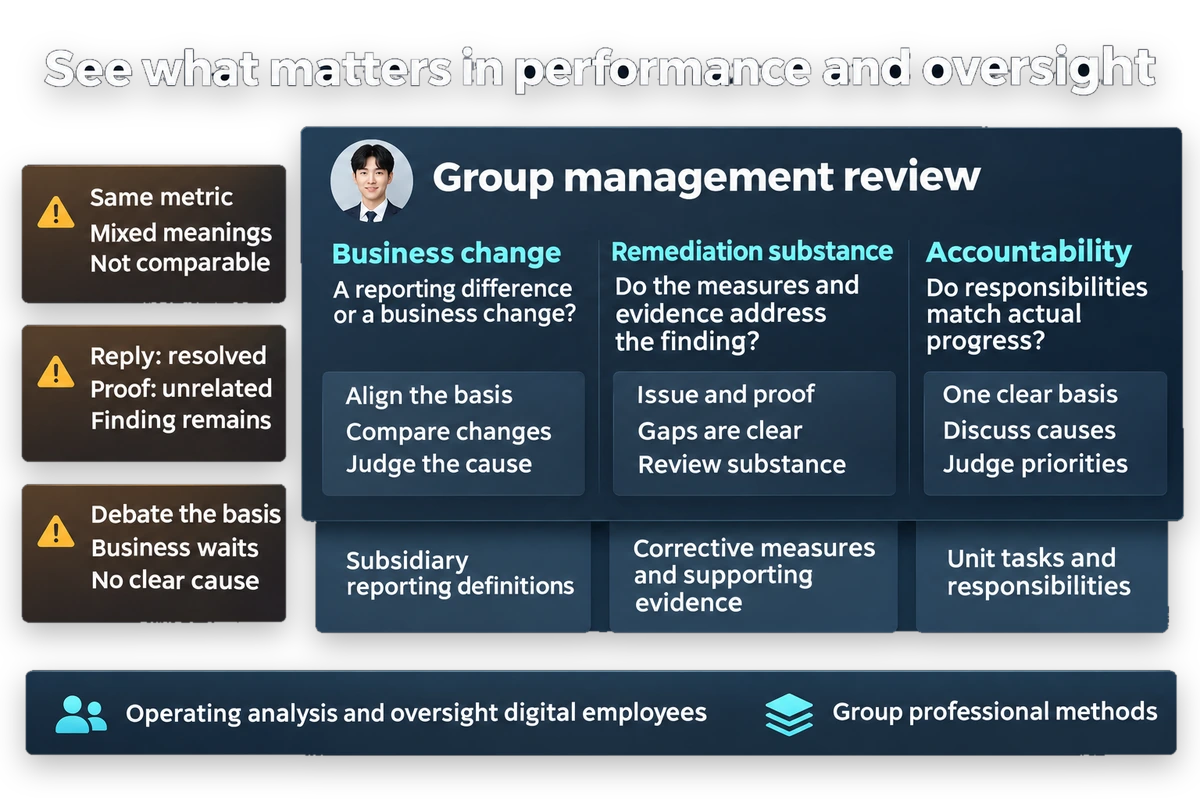 See what matters in performance and oversight
Same metric
Mixed meanings
Not comparable
Reply: resolved
Proof: unrelated
Finding remains
Debate the basis
Business waits
No clear cause
Group management review
Business change
A reporting difference
or a business change?
Align the basis
Compare changes
Judge the cause
Subsidiary
reporting definitions
Remediation substance
Do the measures and
evidence address
the finding?
Issue and proof
Gaps are clear
Review substance
Corrective measures
and supporting
evidence
Accountability
Do responsibilities
match actual
progress?
One clear basis
Discuss causes
Judge priorities
Unit tasks and
responsibilities
Operating analysis and oversight digital employees
Group professional methods